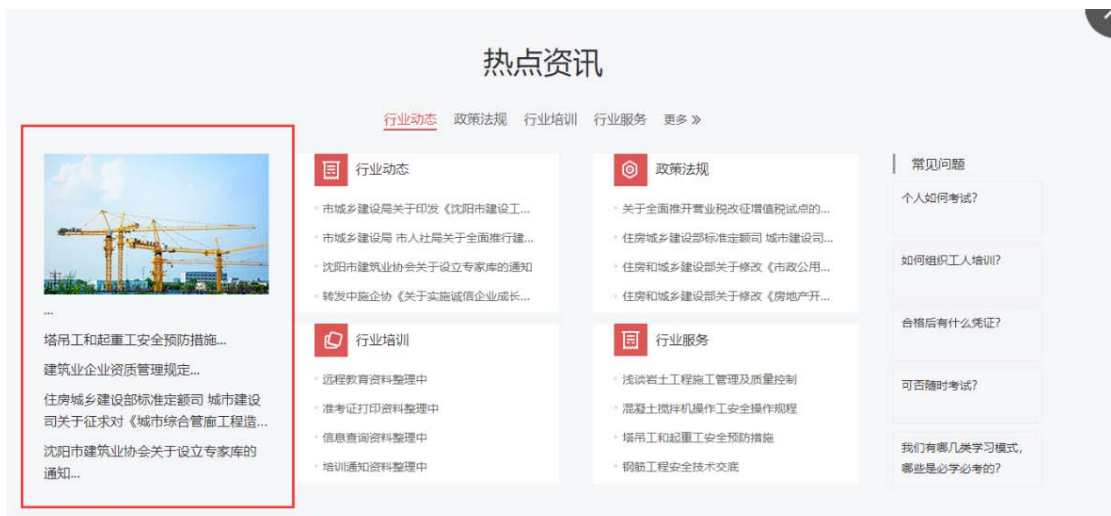 热点资讯
行业动态 政策法规 行业培训 行业服务 更多 »
...
塔吊工和起重工安全预防措施...
建筑业企业资质管理规定...
住房城乡建设部标准定额司 城市建设
司关于征求对《城市综合管廊工程造...
沈阳市建筑业协会关于设立专家库的
通知...
行业动态
市城乡建设局关于印发《沈阳市建设工...
市城乡建设局 市人社局关于全面推行建...
沈阳市建筑业协会关于设立专家库的通知
转发中施企协《关于实施诚信企业成长...
政策法规
关于全面推开营业税改征增值税试点的...
住房城乡建设部标准定额司 城市建设司...
住房和城乡建设部关于修改《市政公用...
住房和城乡建设部关于修改《房地产开...
行业培训
远程教育资料整理中
准考证打印资料整理中
信息查询资料整理中
培训通知资料整理中
行业服务
浅谈岩土工程施工管理及质量控制
混凝土搅拌机操作工安全操作规程
塔吊工和起重工安全预防措施
钢筋工程安全技术交底
常见问题
个人如何考试?
如何组织工人培训?
合格后有什么凭证?
可否随时考试?
我们有哪几类学习模式,
哪些是必学必考的?